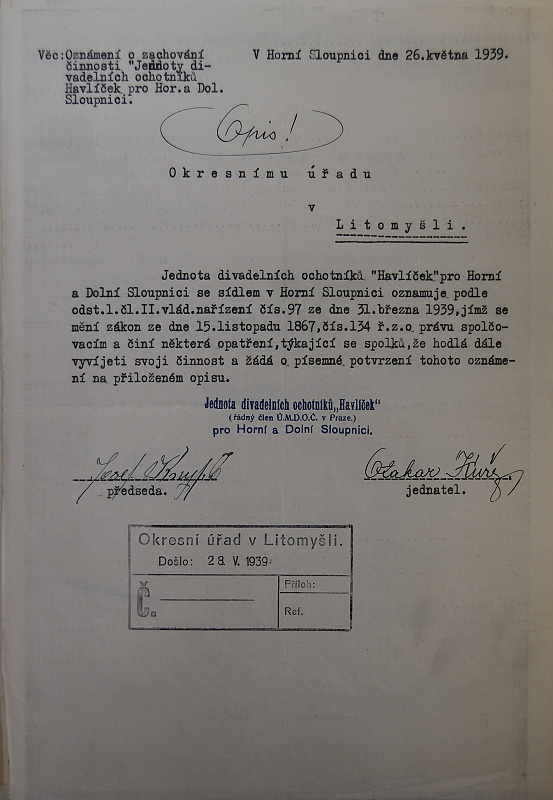 Věc:Oznámení o zachování
činnosti "Jednoty di-
vadelních ochotníků
Havlíček pro Hor.a Dol.
Sloupnici.
V Horní Sloupnici dne 26.května 1939.
Opis!
Okresnímu úřadu
v
Litomyšli.
Jednota divadelních ochotníků "Havlíček"pro Horní
a Dolní Sloupnici se sídlem v Horní Sloupnici oznamuje podle
odst.1.čl.II.vlád.nařízení čís.97 ze dne 31.března 1939,jímž se
mění zákon ze dne 15.listopadu 1867,čís.134 ř.z.o právu spolčo-
vacím a činí některá opatření,týkající se spolků,že hodlá dále
vyvíjeti svoji činnost a žádá o písemné potvrzení tohoto oznáme-
ní na přiloženém opisu.
Jednota divadelních ochotníků„Havlíček"
(řádný člen Ú.M.D.O.Č. v Praze.)
pro Horní a Dolní Sloupnici.
Josef
předseda.
Otakar
jednatel.
Okresní úřad v Litomyšli.
Došlo: 28 V. 1939
Č.
Příloh:
Ref.